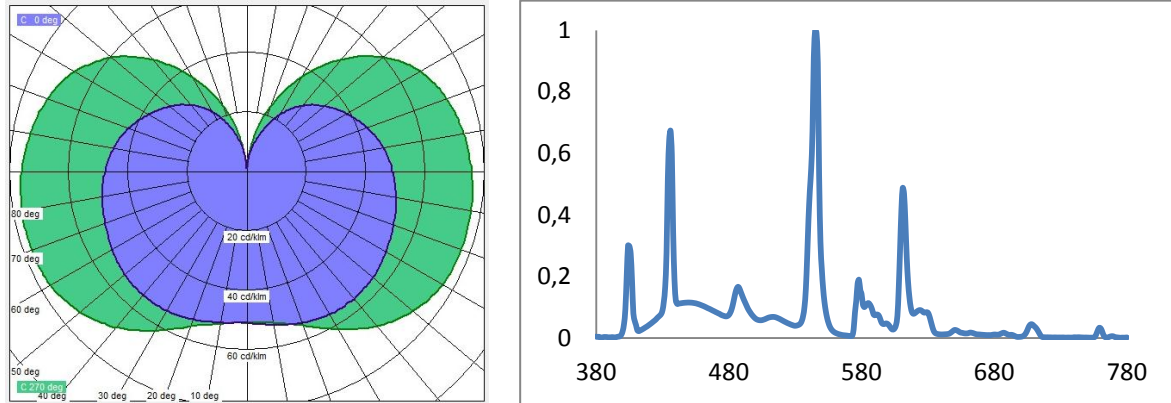 C 0 deg
80 deg
70 deg
60 deg
50 deg
40 deg
30 deg
20 deg
10 deg
20 cd/klm
40 cd/klm
60 cd/klm
C 270 deg
1
0,8
0,6
0,4
0,2
0
380
480
580
680
780